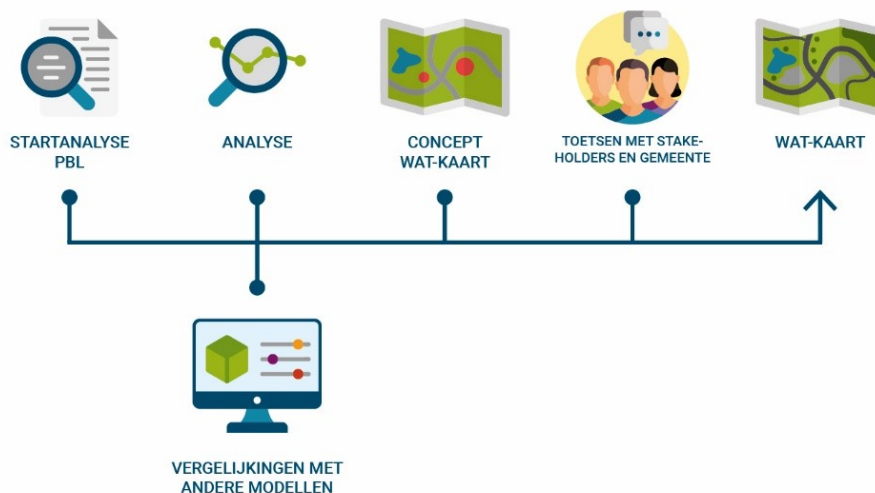 STARTANALYSE
PBL
ANALYSE
CONCEPT
WAT-KAART
TOETSEN MET STAKE-
HOLDERS EN GEMEENTE
WAT-KAART
VERGELIJKINGEN MET
ANDERE MODELLEN